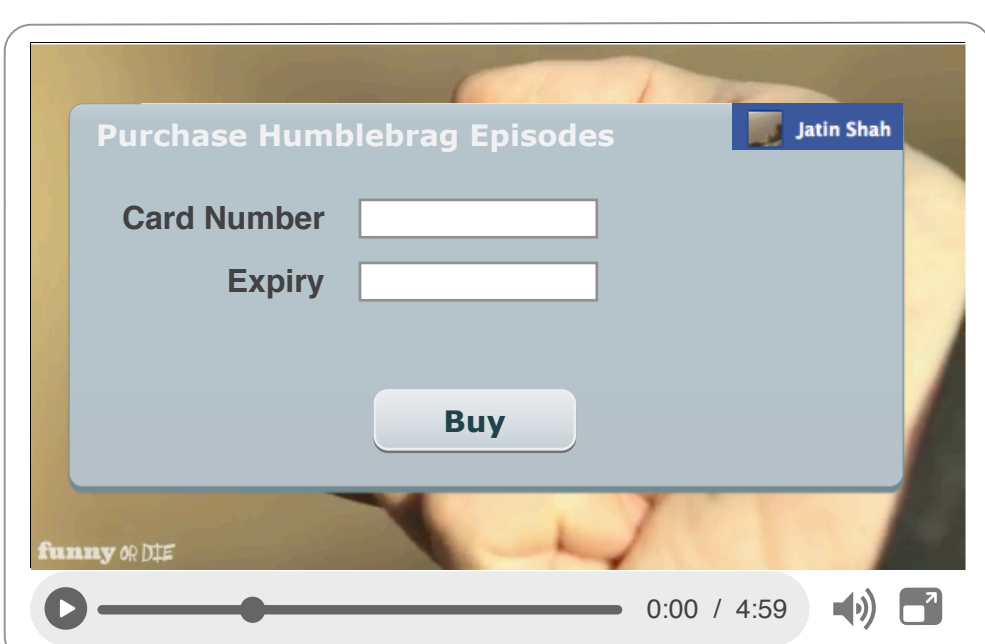 Purchase Humblebrag Episodes
Jatin Shah
Card Number
Expiry
Buy
funny OR DIE
0:00 / 4:59